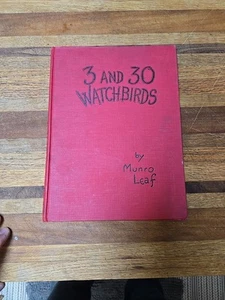 3 AND 30
WATCHBIRDS
by
Munro
Leaf